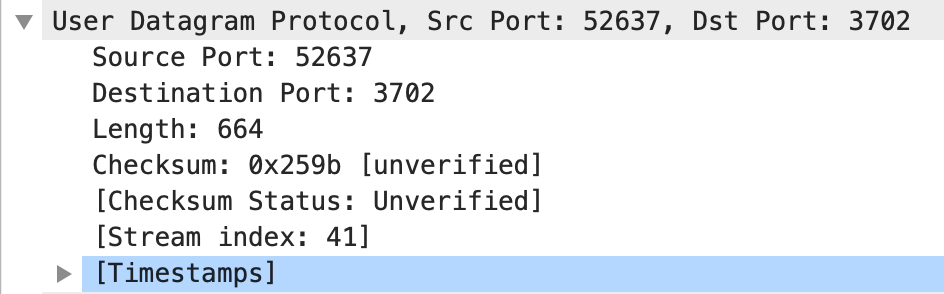 User Datagram Protocol, Src Port: 52637, Dst Port: 3702
Source Port: 52637
Destination Port: 3702
Length: 664
Checksum: 0x259b [unverified]
[Checksum Status: Unverified]
[Stream index: 41]
[Timestamps]